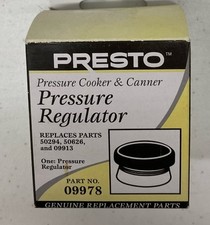 PRESTO™
Pressure Cooker & Canner
Pressure
Regulator
REPLACES PARTS
50294, 50626,
and 09913
One: Pressure
Regulator
PART NO.
09978
GENUINE REPLACEMENT PARTS